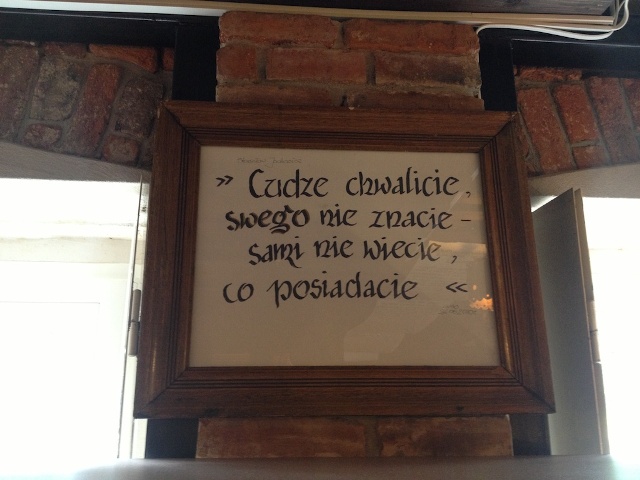 » Cudze chwalicie,
swego nie znacie -
sami nie wiecie,
co posiadacie «